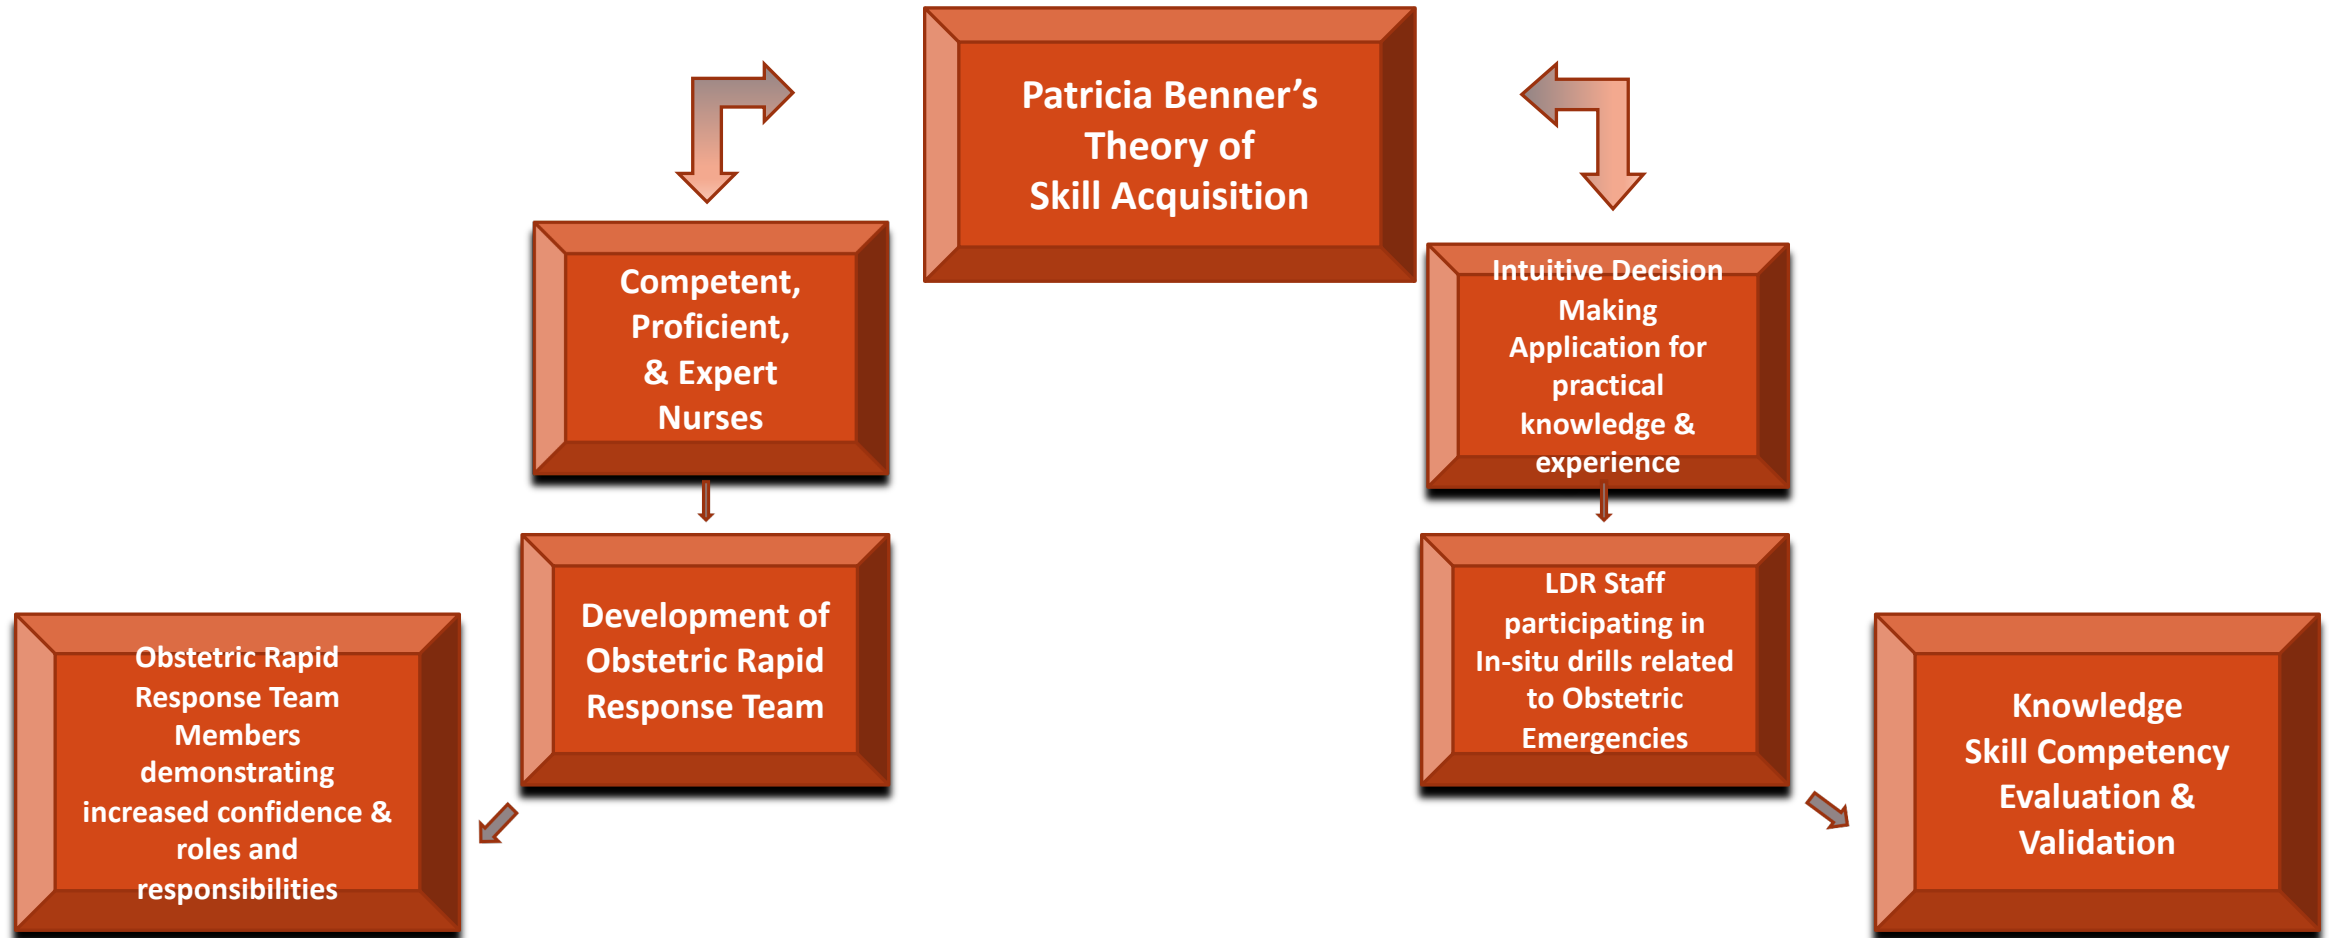 Patricia Benner’s
Theory of
Skill Acquisition
Competent,
Proficient,
& Expert
Nurses
Intuitive Decision
Making
Application for
practical
knowledge &
experience
Development of
Obstetric Rapid
Response Team
LDR Staff
participating in
In-situ drills related
to Obstetric
Emergencies
Obstetric Rapid
Response Team
Members
demonstrating
increased confidence &
roles and
responsibilities
Knowledge
Skill Competency
Evaluation &
Validation